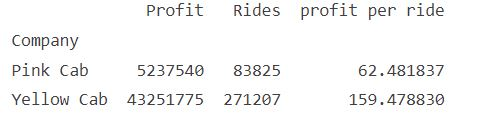 Profit Rides profit per ride
Company
Pink Cab 5237540 83825 62.481837
Yellow Cab 43251775 271207 159.478830